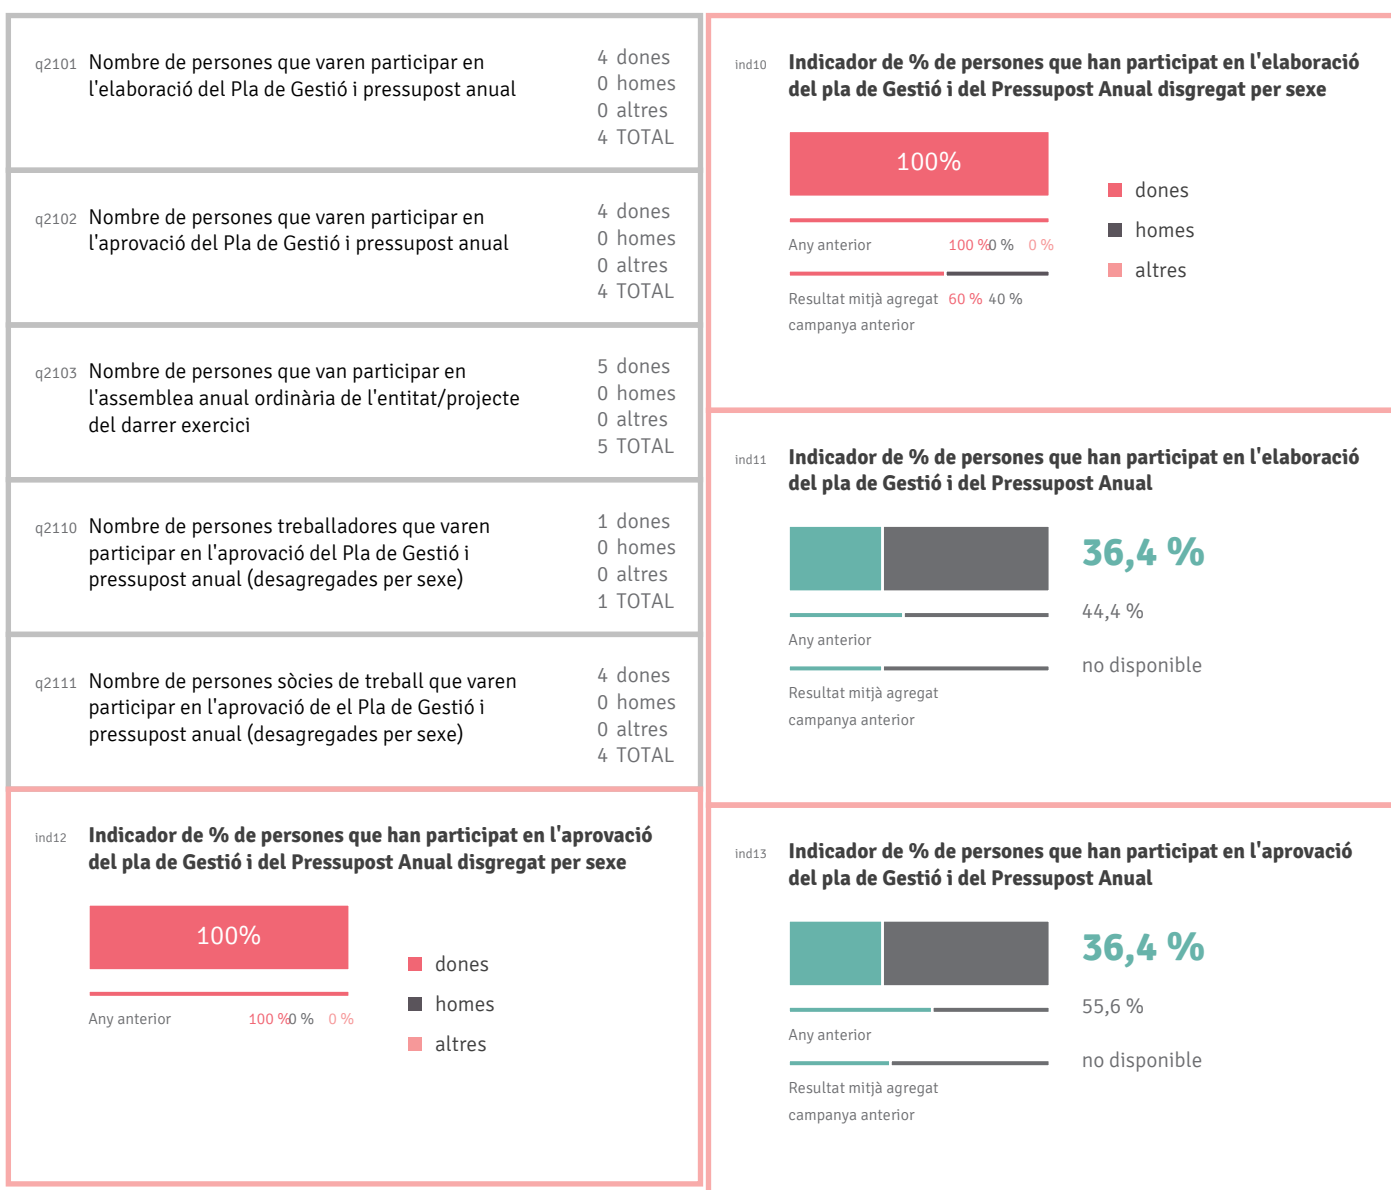 q2101 Nombre de persones que varen participar en
l'elaboració del Pla de Gestió i pressupost anual
4 dones
0 homes
0 altres
4 TOTAL
q2102 Nombre de persones que varen participar en
l'aprovació del Pla de Gestió i pressupost anual
4 dones
0 homes
0 altres
4 TOTAL
q2103 Nombre de persones que van participar en
l'assemblea anual ordinària de l'entitat/projecte
del darrer exercici
5 dones
0 homes
0 altres
5 TOTAL
q2110 Nombre de persones treballadores que varen
participar en l'aprovació del Pla de Gestió i
pressupost anual (desagregades per sexe)
1 dones
0 homes
0 altres
1 TOTAL
q2111 Nombre de persones sòcies de treball que varen
participar en l'aprovació de el Pla de Gestió i
pressupost anual (desagregades per sexe)
4 dones
0 homes
0 altres
4 TOTAL
ind12 Indicador de % de persones que han participat en l'aprovació
del pla de Gestió i del Pressupost Anual disgregat per sexe
100%
Any anterior 100 % 0 % 0 %
dones
homes
altres
ind10 Indicador de % de persones que han participat en l'elaboració
del pla de Gestió i del Pressupost Anual disgregat per sexe
100%
Any anterior 100 % 0 % 0 %
Resultat mitjà agregat 60 % 40 %
campanya anterior
dones
homes
altres
ind11 Indicador de % de persones que han participat en l'elaboració
del pla de Gestió i del Pressupost Anual
36,4 %
44,4 %
Any anterior
no disponible
Resultat mitjà agregat
campanya anterior
ind13 Indicador de % de persones que han participat en l'aprovació
del pla de Gestió i del Pressupost Anual
36,4 %
55,6 %
Any anterior
no disponible
Resultat mitjà agregat
campanya anterior